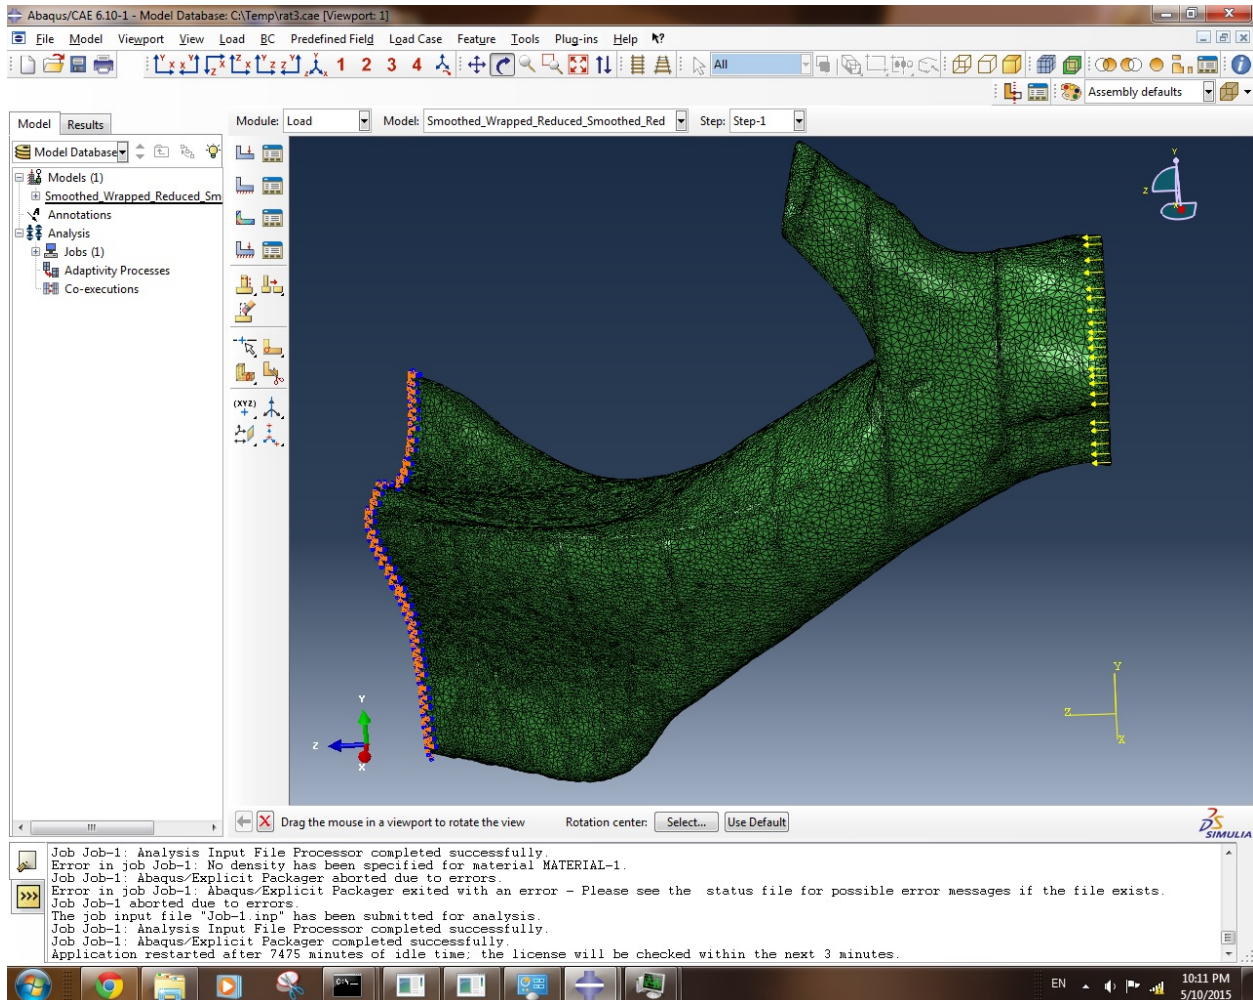 Abaqus/CAE 6.10-1 - Model Database: C:\Temp\rat3.cae [Viewport: 1]
File Model Viewport View Load BC Predefined Field Load Case Feature Tools Plug-ins Help
1 2 3 4 All
Assembly defaults
Model Results Module: Load Model: Smoothed_Wrapped_Reduced_Smoothed_Red Step: Step-1
Model Database
Models (1)
Smoothed_Wrapped_Reduced_Sm
Annotations
Analysis
Jobs (1)
Adaptivity Processes
Co-executions
(XYZ)
Y
Z
X
Y
Z
X
Y
Z
X
Drag the mouse in a viewport to rotate the view Rotation center: Select... Use Default
SIMULIA
Job Job-1: Analysis Input File Processor completed successfully.
Error in job Job-1: No density has been specified for material MATERIAL-1.
Job Job-1: Abaqus/Explicit Packager aborted due to errors.
Error in job Job-1: Abaqus/Explicit Packager exited with an error - Please see the status file for possible error messages if the file exists.
Job Job-1 aborted due to errors.
The job input file "Job-1.inp" has been submitted for analysis.
Job Job-1: Analysis Input File Processor completed successfully.
Job Job-1: Abaqus/Explicit Packager completed successfully.
Application restarted after 7475 minutes of idle time; the license will be checked within the next 3 minutes.
EN 10:11 PM
5/10/2015